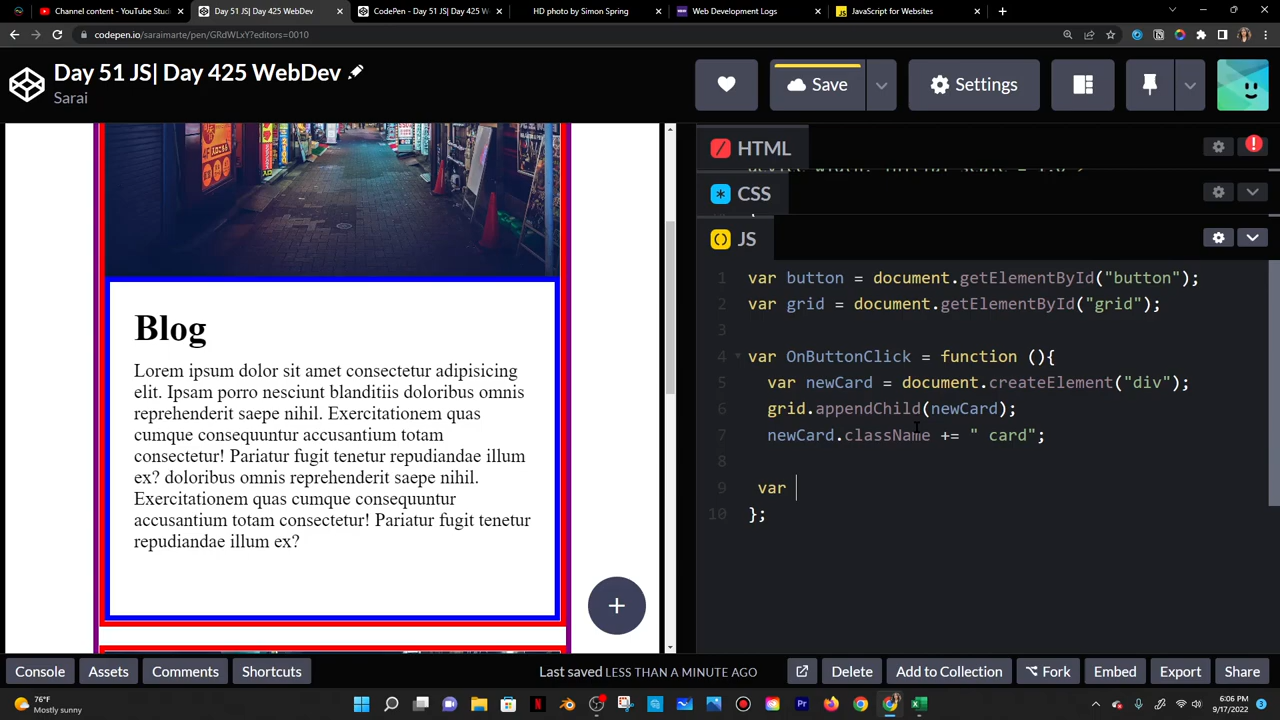 Channel content - YouTube Studi
Day 51 JS| Day 425 WebDev
CodePen - Day 51 JS| Day 425 W
HD photo by Simon Spring
Web Development Logs
JavaScript for Websites
codepen.io/saraimarte/pen/GRdWLxY?editors=0010
Day 51 JS| Day 425 WebDev
Sarai
Save
Settings
HTML
CSS
JS
1 var button = document.getElementById("button");
2 var grid = document.getElementById("grid");
3
4 var OnButtonClick = function (){
5 var newCard = document.createElement("div");
6 grid.appendChild(newCard);
7 newCard.className += " card";
8
9 var
10 };
Blog
Lorem ipsum dolor sit amet consectetur adipisicing
elit. Ipsam porro nesciunt blanditiis doloribus omnis
reprehenderit saepe nihil. Exercitationem quas
cumque consequuntur accusantium totam
consectetur! Pariatur fugit tenetur repudiandae illum
ex? doloribus omnis reprehenderit saepe nihil.
Exercitationem quas cumque consequuntur
accusantium totam consectetur! Pariatur fugit tenetur
repudiandae illum ex?
Console Assets Comments Shortcuts Last saved LESS THAN A MINUTE AGO Delete Add to Collection Fork Embed Export Share
76°F
Mostly sunny
6:06 PM
9/17/2022